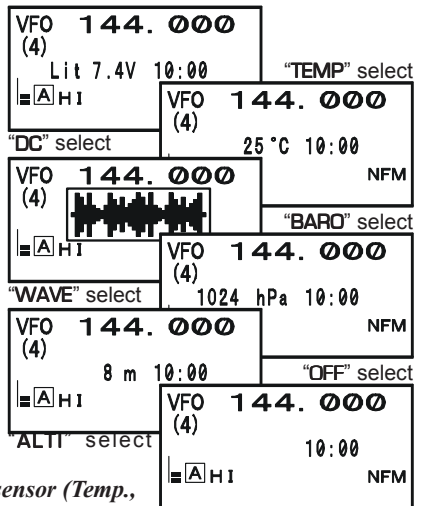 VFO 144. 000
(4)
Lit 7.4V 10:00
A HI
"DC" select
"TEMP" select
VFO 144. 000
(4)
25 °C 10:00
NFM
VFO 144. 000
(4)
A HI
"WAVE" select
"BARO" select
VFO 144. 000
(4)
1024 hPa 10:00
NFM
VFO 144. 000
(4)
8 m 10:00
A HI
"ALTI" select
"OFF" select
VFO 144. 000
(4)
10:00
A HI
NFM
ensor (Temp.,